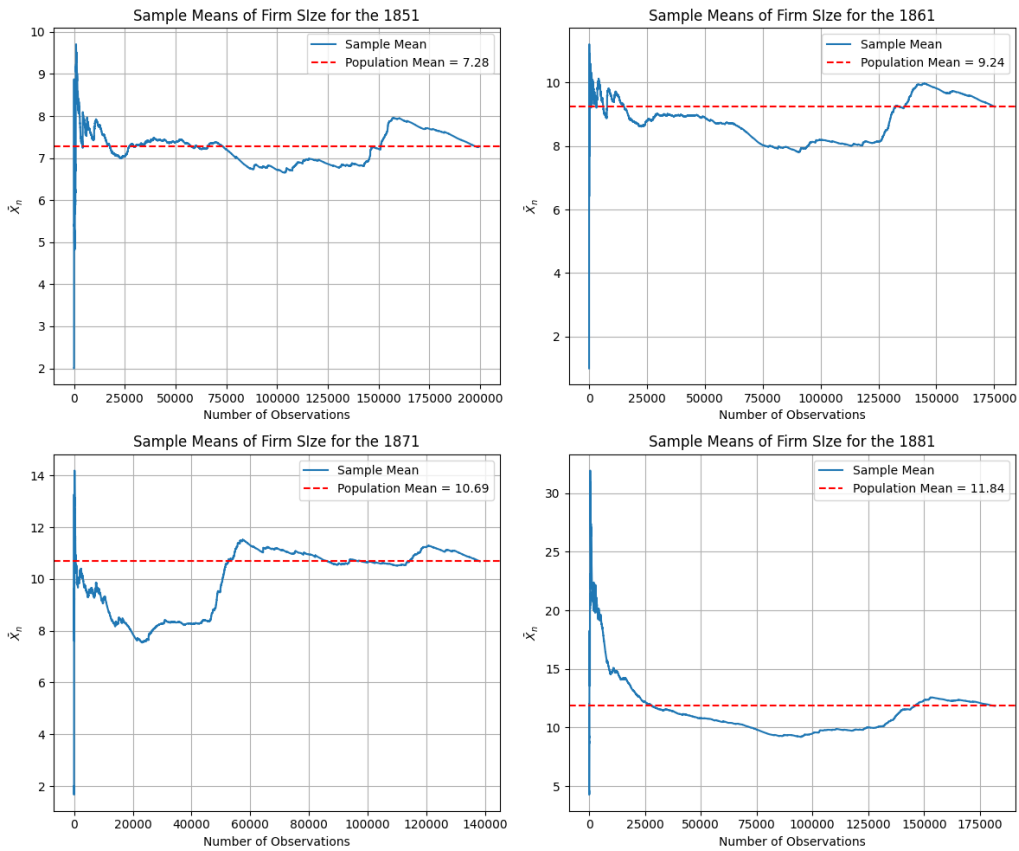 Sample Means of Firm SIze for the 1851
Sample Mean
Population Mean = 7.28
10
9
8
7
6
5
4
3
2
X̄n
0 25000 50000 75000 100000 125000 150000 175000 200000
Number of Observations
Sample Means of Firm SIze for the 1861
Sample Mean
Population Mean = 9.24
10
8
6
4
2
X̄n
0 25000 50000 75000 100000 125000 150000 175000
Number of Observations
Sample Means of Firm SIze for the 1871
Sample Mean
Population Mean = 10.69
14
12
10
8
6
4
2
X̄n
0 20000 40000 60000 80000 100000 120000 140000
Number of Observations
Sample Means of Firm SIze for the 1881
Sample Mean
Population Mean = 11.84
30
25
20
15
10
5
X̄n
0 25000 50000 75000 100000 125000 150000 175000
Number of Observations